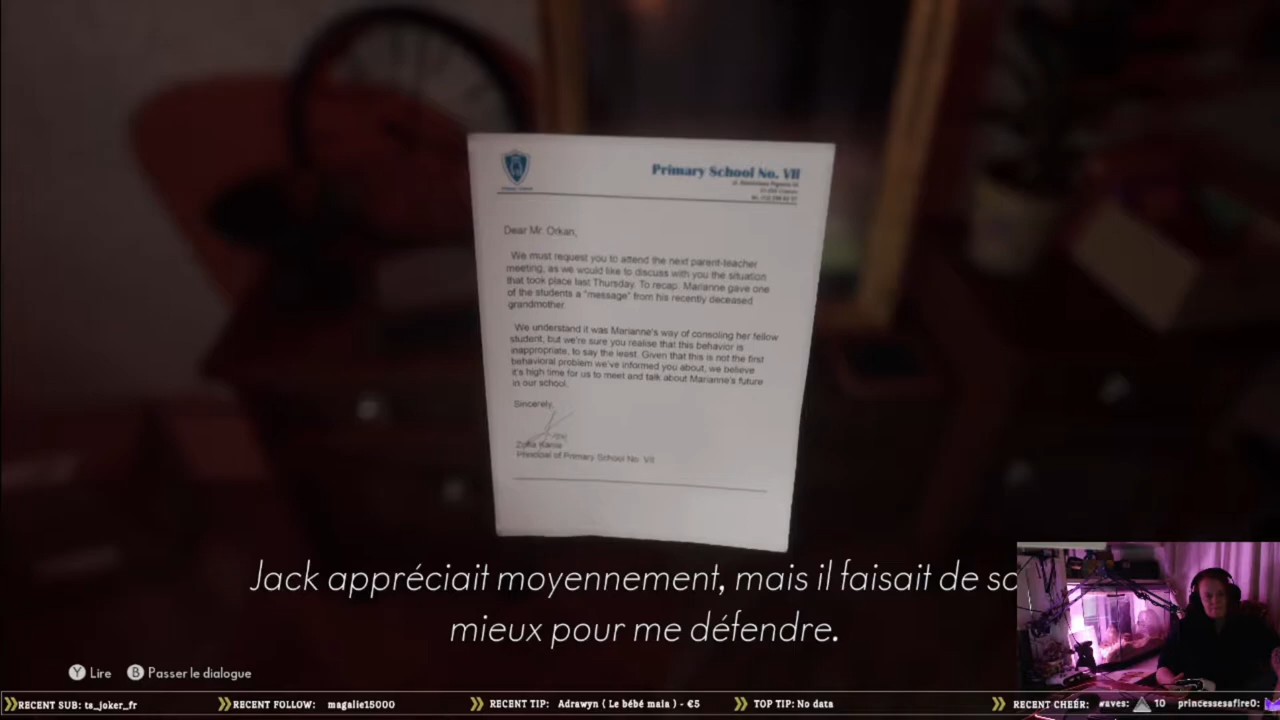 Primary School No. VII
Dear Mr. Orkan,
We must request you to attend the next parent-teacher
meeting, as we would like to discuss with you the situation
that took place last Thursday. To recap: Marianne gave one
of the students a "message" from his recently deceased
grandmother.
We understand it was Marianne's way of consoling her fellow
student, but we're sure you realise that this behavior is
inappropriate, to say the least. Given that this is not the first
behavioral problem we've informed you about, we believe
it's high time for us to meet and talk about Marianne's future
in our school.
Sincerely,
Zofia
Principal of Primary School No. VII
Jack appréciait moyennement, mais il faisait de so
mieux pour me défendre.
Y Lire B Passer le dialogue
RECENT SUB: ts_joker_fr RECENT FOLLOW: magalie15000 RECENT TIP: Adrawyn ( Le bébé maia ) - €5 TOP TIP: No data RECENT CHEER: waves: 10 princessesafire0: